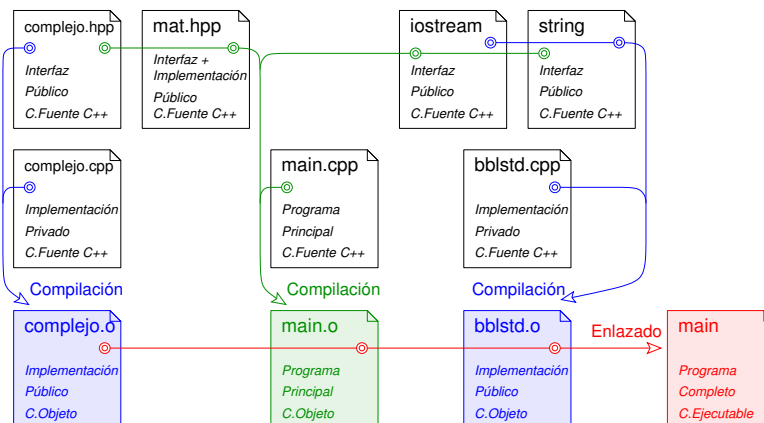 complejo.hpp
Interfaz
Público
C.Fuente C++
mat.hpp
Interfaz +
Implementación
Público
C.Fuente C++
iostream
Interfaz
Público
C.Fuente C++
string
Interfaz
Público
C.Fuente C++
complejo.cpp
Implementación
Privado
C.Fuente C++
main.cpp
Programa
Principal
C.Fuente C++
bblstd.cpp
Implementación
Privado
C.Fuente C++
Compilación
Compilación
Compilación
complejo.o
Implementación
Público
C.Objeto
main.o
Programa
Principal
C.Objeto
bblstd.o
Implementación
Público
C.Objeto
Enlazado
main
Programa
Completo
C.Ejecutable